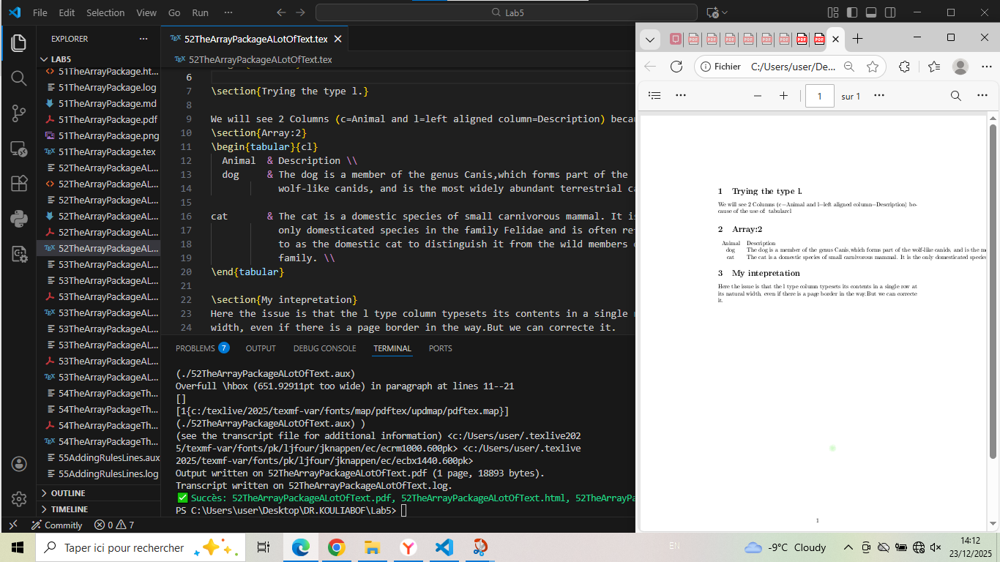 File Edit Selection View Go Run ··· Lab5
EXPLORER ···
LAB5
51TheArrayPackage.ht...
51TheArrayPackage.log
51TheArrayPackage.md
51TheArrayPackage.pdf
51TheArrayPackage.png
51TheArrayPackage.tex
52TheArrayPackageAL...
52TheArrayPackageAL...
52TheArrayPackageAL...
52TheArrayPackageAL...
52TheArrayPackageAL...
52TheArrayPackageAL...
53TheArrayPackageAL...
53TheArrayPackageAL...
53TheArrayPackageAL...
53TheArrayPackageAL...
53TheArrayPackageAL...
53TheArrayPackageAL...
53TheArrayPackageAL...
53TheArrayPackageAL...
54TheArrayPackageTh...
54TheArrayPackageTh...
54TheArrayPackageTh...
54TheArrayPackageTh...
55AddingRulesLines.aux
55AddingRulesLines.log
OUTLINE
TIMELINE
52TheArrayPackageALotOfText.tex
52TheArrayPackageALotOfText.tex
6
7 \section{Trying the type l.}
8
9 We will see 2 Columns (c=Animal and l=left aligned column=Description) becau
10 \section{Array:2}
11 \begin{tabular}{cl}
12 Animal & Description \\
13 dog & The dog is a member of the genus Canis,which forms part of the
14 wolf-like canids, and is the most widely abundant terrestrial ca
15
16 cat & The cat is a domestic species of small carnivorous mammal. It is
17 only domesticated species in the family Felidae and is often re
18 to as the domestic cat to distinguish it from the wild members
19 family. \\
20 \end{tabular}
21
22 \section{My intepretation}
23 Here the issue is that the l type column typesets its contents in a single
24 width, even if there is a page border in the way.But we can correcte it.
PROBLEMS 7 OUTPUT DEBUG CONSOLE TERMINAL PORTS
(./52TheArrayPackageALotOfText.aux)
Overfull \hbox (651.92911pt too wide) in paragraph at lines 11--21
[]
[1{c:/texlive/2025/texmf-var/fonts/map/pdftex/updmap/pdftex.map}]
(./52TheArrayPackageALotOfText.aux) )
(see the transcript file for additional information) <c:/Users/user/.texlive202
5/texmf-var/fonts/pk/ljfour/jknappen/ec/ecrm1000.600pk> <c:/Users/user/.texlive
2025/texmf-var/fonts/pk/ljfour/jknappen/ec/ecbx1440.600pk>
Output written on 52TheArrayPackageALotOfText.pdf (1 page, 18893 bytes).
Transcript written on 52TheArrayPackageALotOfText.log.
✅ Succès: 52TheArrayPackageALotOfText.pdf, 52TheArrayPackageALotOfText.html, 52TheArrayPa
PS C:\Users\user\Desktop\DR.KOULIABOF\Lab5>
Commitly 0 7
Fichier C:/Users/user/De...
1 sur 1
1 Trying the type l.
We will see 2 Columns (c=Animal and l=left aligned column=Description) be-
cause of the use of tabularcl
2 Array:2
Animal Description
dog The dog is a member of the genus Canis,which forms part of the wolf-like canids, and is the mo
cat The cat is a domestic species of small carnivorous mammal. It is the only domesticated species
3 My intepretation
Here the issue is that the l type column typesets its contents in a single row at
its natural width, even if there is a page border in the way.But we can correcte
it.
1
Taper ici pour rechercher
EN
-9°C Cloudy
14:12
23/12/2025